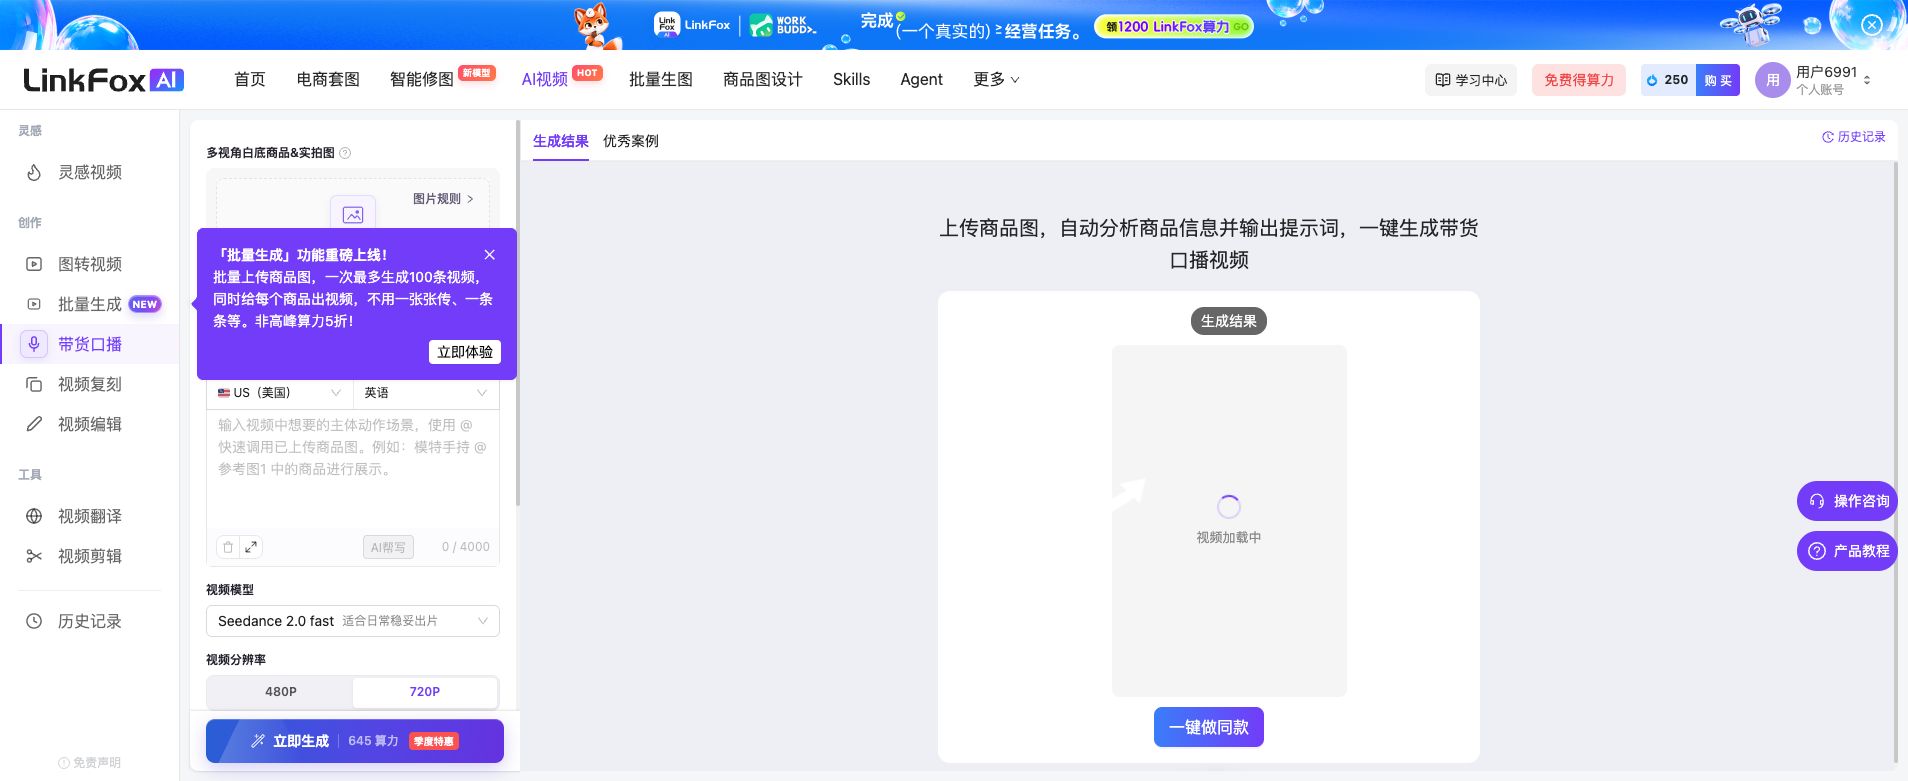 Link Fox AI LinkFox WORK BUDD>_ 完成 (一个真实的) 经营任务。 领1200 LinkFox算力 GO
LinkFox AI
首页 电商套图 智能修图 新模型 AI视频 HOT 批量生图 商品图设计 Skills Agent 更多
学习中心 免费得算力 250 购买 用 用户6991
个人账号
灵感
灵感视频
创作
图转视频
批量生成 NEW
带货口播
视频复刻
视频编辑
工具
视频翻译
视频剪辑
历史记录
免责声明
多视角白底商品&实拍图
图片规则
「批量生成」功能重磅上线！
批量上传商品图，一次最多生成100条视频，
同时给每个商品出视频，不用一张张传、一条
条等。非高峰算力5折！
立即体验
US（美国） 英语
输入视频中想要的主体动作场景，使用 @
快速调用已上传商品图。例如：模特手持 @
参考图1 中的商品进行展示。
AI帮写 0 / 4000
视频模型
Seedance 2.0 fast 适合日常稳妥出片
视频分辨率
480P 720P
立即生成 645 算力 季度特惠
生成结果 优秀案例
历史记录
上传商品图，自动分析商品信息并输出提示词，一键生成带货
口播视频
生成结果
视频加载中
一键做同款
操作咨询
产品教程